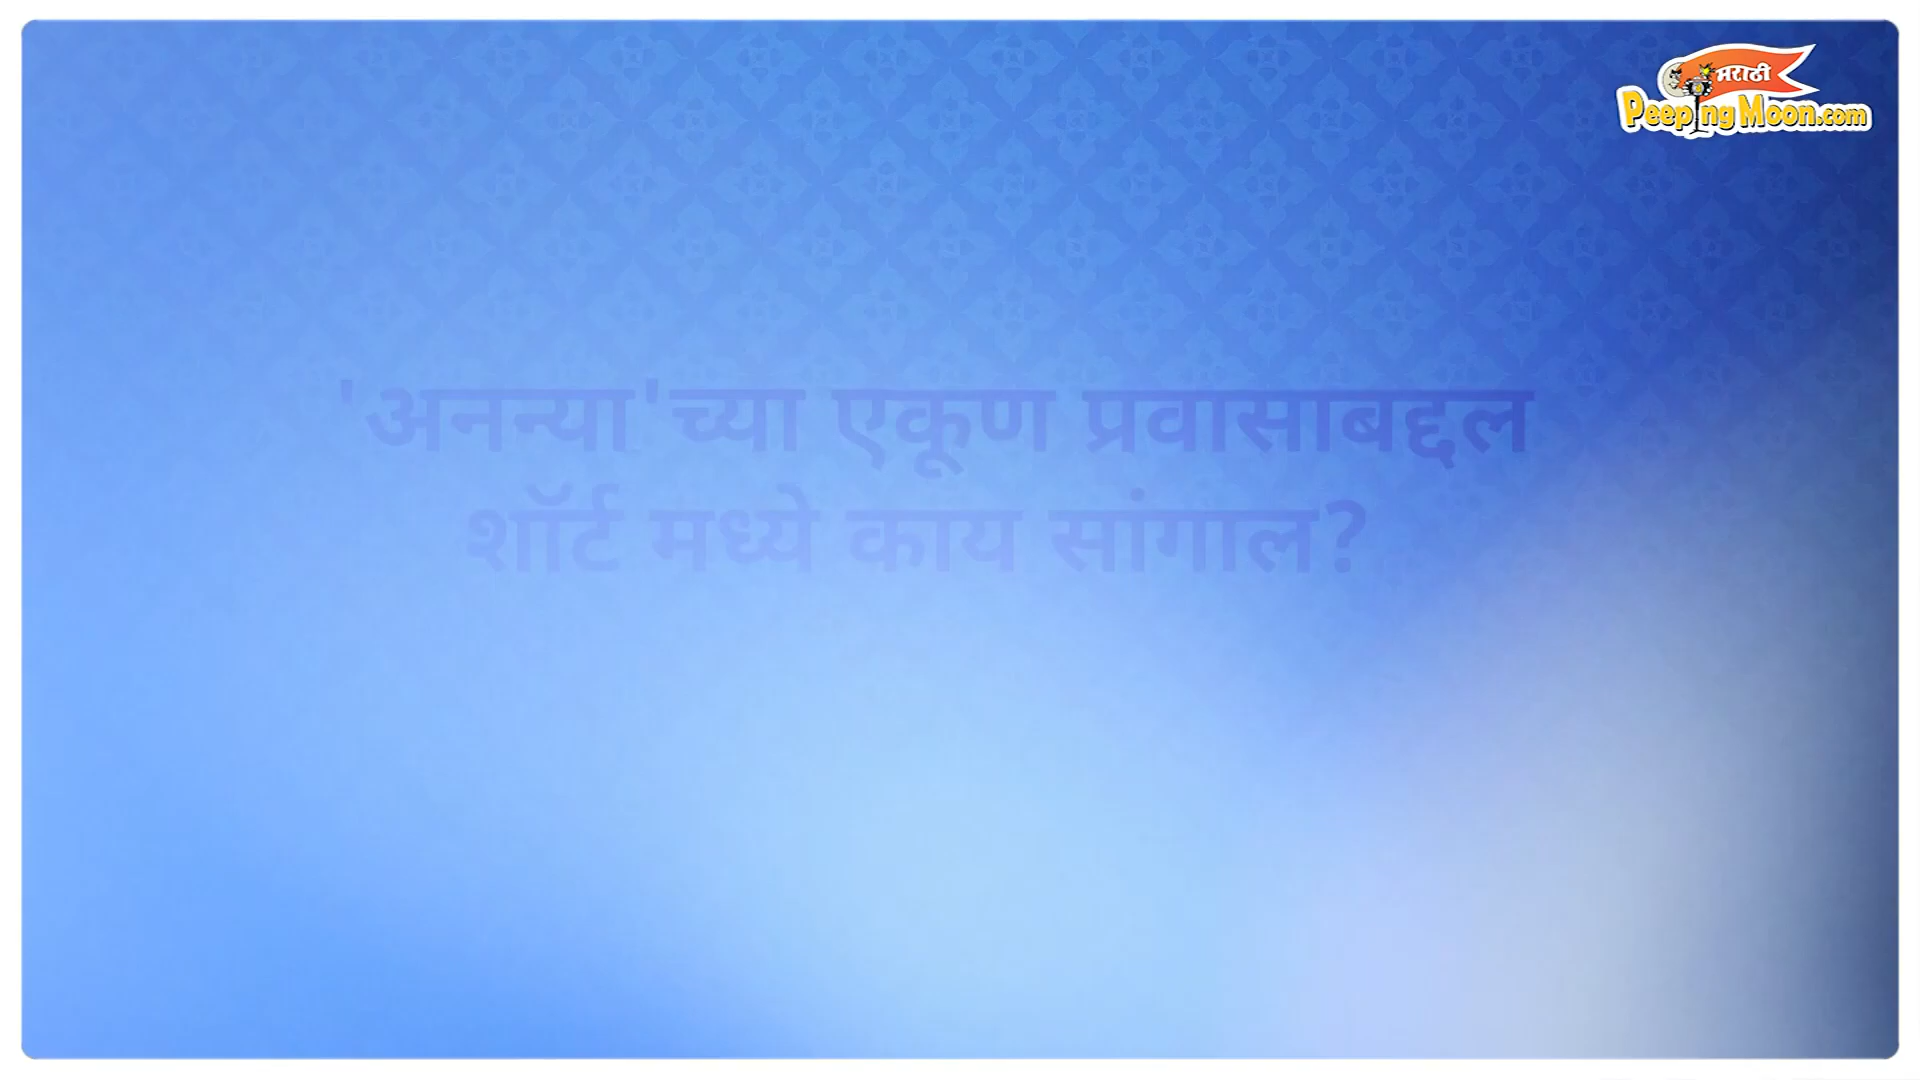 मराठी
PeepingMoon.com
'अनन्या'च्या एकूण प्रवासाबद्दल
शॉर्ट मध्ये काय सांगाल?